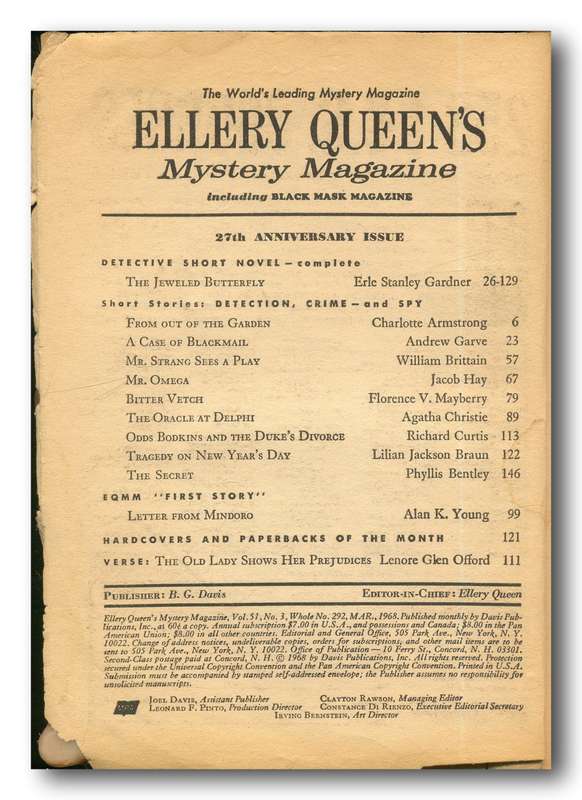 The World's Leading Mystery Magazine
ELLERY QUEEN'S
Mystery Magazine
including BLACK MASK MAGAZINE
27th ANNIVERSARY ISSUE
DETECTIVE SHORT NOVEL — complete
THE JEWELED BUTTERFLY Erle Stanley Gardner 26-129
Short Stories: DETECTION, CRIME — and SPY
FROM OUT OF THE GARDEN Charlotte Armstrong 6
A CASE OF BLACKMAIL Andrew Garve 23
MR. STRANG SEES A PLAY William Brittain 57
MR. OMEGA Jacob Hay 67
BITTER VETCH Florence V. Mayberry 79
THE ORACLE AT DELPHI Agatha Christie 89
ODDS BODKINS AND THE DUKE'S DIVORCE Richard Curtis 113
TRAGEDY ON NEW YEAR'S DAY Lilian Jackson Braun 122
THE SECRET Phyllis Bentley 146
EQMM "FIRST STORY"
LETTER FROM MINDORO Alan K. Young 99
HARDCOVERS AND PAPERBACKS OF THE MONTH 121
VERSE: THE OLD LADY SHOWS HER PREJUDICES Lenore Glen Offord 111
PUBLISHER: B. G. Davis EDITOR-IN-CHIEF: Ellery Queen
Ellery Queen's Mystery Magazine, Vol. 51, No. 3, Whole No. 292, MAR., 1968. Published monthly by Davis Pub-
lications, Inc., at 60¢ a copy. Annual subscription $7.00 in U.S.A., and possessions and Canada; $8.00 in the Pan
American Union; $8.00 in all other countries. Editorial and General Office, 505 Park Ave., New York, N. Y.
10022. Change of address notices, undeliverable copies, orders for subscriptions, and other mail items are to be
sent to 505 Park Ave., New York, N. Y. 10022. Office of Publication — 10 Ferry St., Concord, N. H. 03301.
Second-Class postage paid at Concord, N. H. © 1968 by Davis Publications, Inc. All rights reserved. Protection
secured under the Universal Copyright Convention and the Pan American Copyright Convention. Printed in U.S.A.
Submission must be accompanied by stamped self-addressed envelope; the Publisher assumes no responsibility for
unsolicited manuscripts.
JOEL DAVIS, Assistant Publisher CLAYTON RAWSON, Managing Editor
LEONARD F. PINTO, Production Director CONSTANCE DI RIENZO, Executive Editorial Secretary
IRVING BERNSTEIN, Art Director